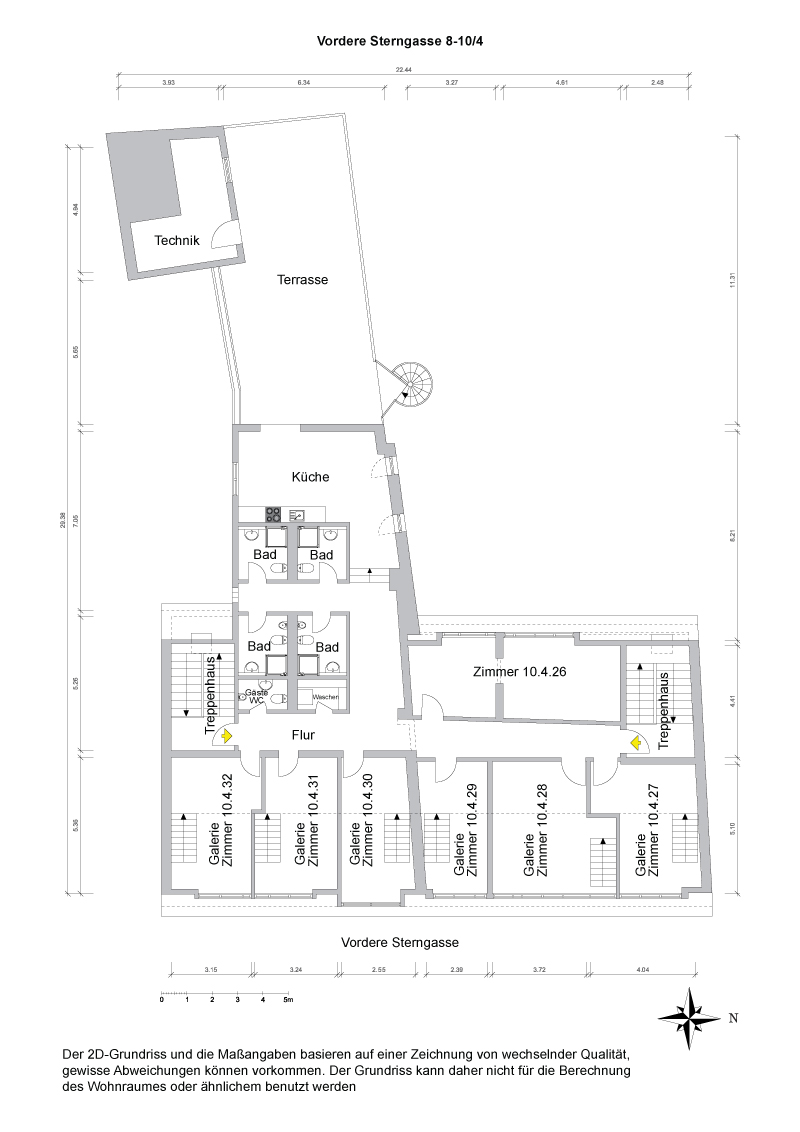 Vordere Sterngasse 8-10/4
22.44
3.93
6.34
3.27
4.61
2.48
4.94
5.65
29.38
7.05
5.26
5.36
11.31
8.21
4.41
5.10
Technik
Terrasse
Küche
Bad
Bad
Bad
Bad
Gäste
WC
Waschen
Treppenhaus
Zimmer 10.4.26
Treppenhaus
Flur
Galerie
Zimmer 10.4.32
Galerie
Zimmer 10.4.31
Galerie
Zimmer 10.4.30
Galerie
Zimmer 10.4.29
Galerie
Zimmer 10.4.28
Galerie
Zimmer 10.4.27
Vordere Sterngasse
3.15
3.24
2.55
2.39
3.72
4.04
0 1 2 3 4 5m
N
Der 2D-Grundriss und die Maßangaben basieren auf einer Zeichnung von wechselnder Qualität,
gewisse Abweichungen können vorkommen. Der Grundriss kann daher nicht für die Berechnung
des Wohnraumes oder ähnlichem benutzt werden